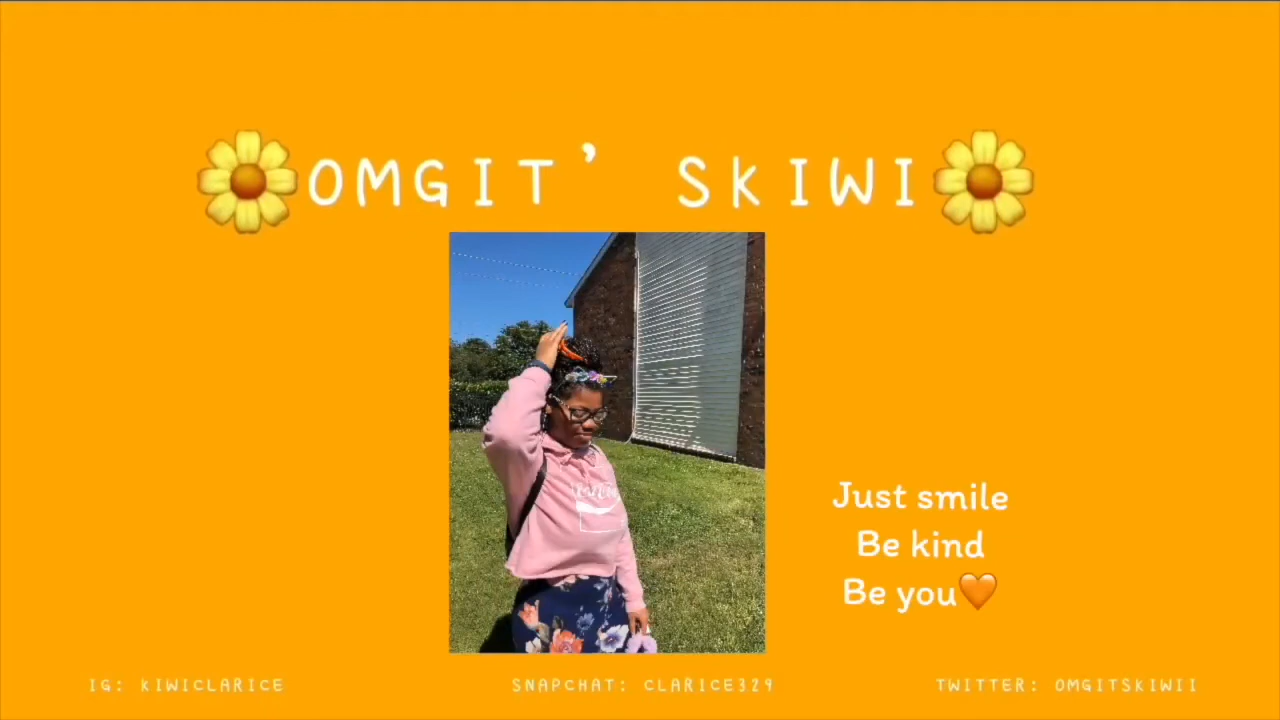 OMGIT' SKIWI
Just smile
Be kind
Be you🧡
IG: KIWICLARICE
SNAPCHAT: CLARICE329
TWITTER: OMGITSKIWII